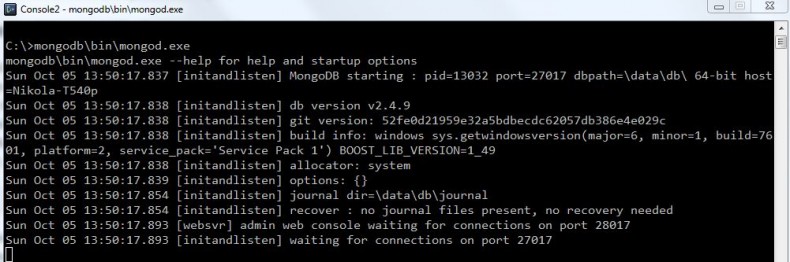 Console2 - mongodb\bin\mongod.exe
C:\>mongodb\bin\mongod.exe
mongodb\bin\mongod.exe --help for help and startup options
Sun Oct 05 13:50:17.837 [initandlisten] MongoDB starting : pid=13032 port=27017 dbpath=\data\db\ 64-bit host
=Nikola-T540p
Sun Oct 05 13:50:17.838 [initandlisten] db version v2.4.9
Sun Oct 05 13:50:17.838 [initandlisten] git version: 52fe0d21959e32a5bdbecdc62057db386e4e029c
Sun Oct 05 13:50:17.838 [initandlisten] build info: windows sys.getwindowsversion(major=6, minor=1, build=76
01, platform=2, service_pack='Service Pack 1') BOOST_LIB_VERSION=1_49
Sun Oct 05 13:50:17.838 [initandlisten] allocator: system
Sun Oct 05 13:50:17.839 [initandlisten] options: {}
Sun Oct 05 13:50:17.854 [initandlisten] journal dir=\data\db\journal
Sun Oct 05 13:50:17.854 [initandlisten] recover : no journal files present, no recovery needed
Sun Oct 05 13:50:17.893 [websvr] admin web console waiting for connections on port 28017
Sun Oct 05 13:50:17.893 [initandlisten] waiting for connections on port 27017